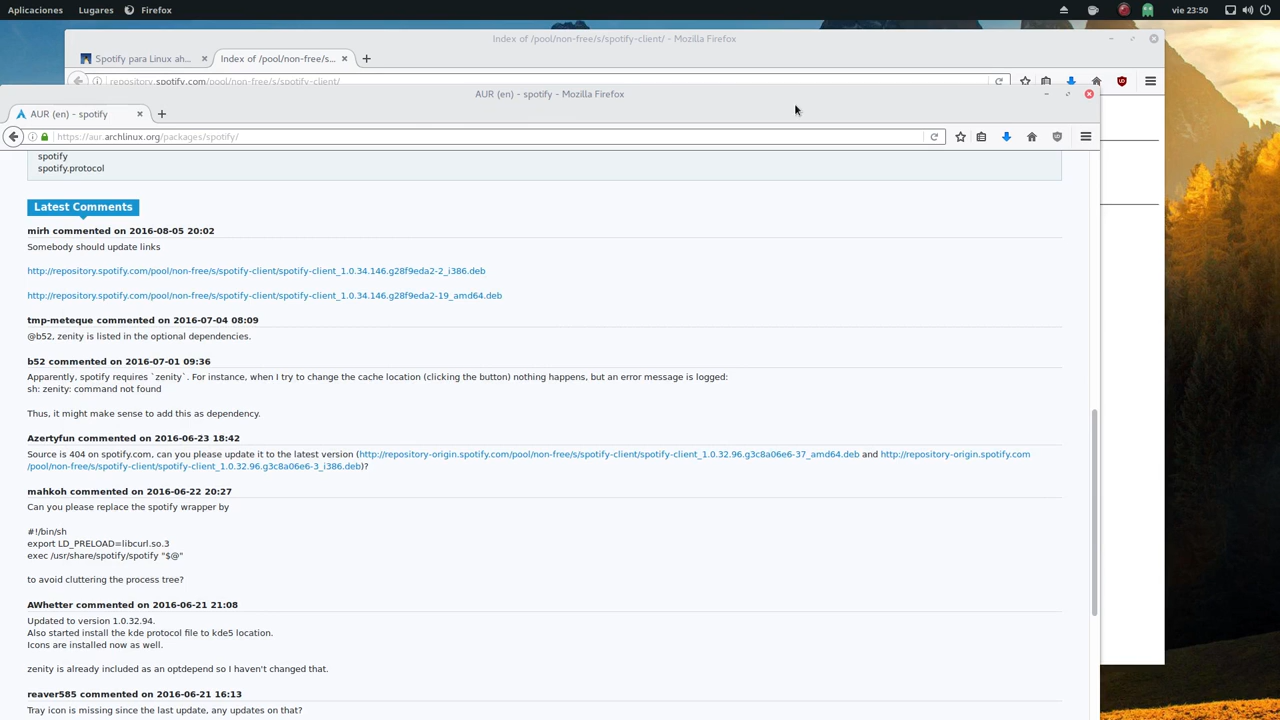 Aplicaciones Lugares Firefox vie 23:50
Index of /pool/non-free/s/spotify-client/ - Mozilla Firefox
Spotify para Linux ah... Index of /pool/non-free/s...
repository.spotify.com/pool/non-free/s/spotify-client/
AUR (en) - spotify - Mozilla Firefox
AUR (en) - spotify
https://aur.archlinux.org/packages/spotify/
spotify
spotify.protocol
Latest Comments
mirh commented on 2016-08-05 20:02
Somebody should update links
http://repository.spotify.com/pool/non-free/s/spotify-client/spotify-client_1.0.34.146.g28f9eda2-2_i386.deb
http://repository.spotify.com/pool/non-free/s/spotify-client/spotify-client_1.0.34.146.g28f9eda2-19_amd64.deb
tmp-meteque commented on 2016-07-04 08:09
@b52, zenity is listed in the optional dependencies.
b52 commented on 2016-07-01 09:36
Apparently, spotify requires `zenity`. For instance, when I try to change the cache location (clicking the button) nothing happens, but an error message is logged:
sh: zenity: command not found
Thus, it might make sense to add this as dependency.
Azertyfun commented on 2016-06-23 18:42
Source is 404 on spotify.com, can you please update it to the latest version (http://repository-origin.spotify.com/pool/non-free/s/spotify-client/spotify-client_1.0.32.96.g3c8a06e6-37_amd64.deb and http://repository-origin.spotify.com
/pool/non-free/s/spotify-client/spotify-client_1.0.32.96.g3c8a06e6-3_i386.deb)?
mahkoh commented on 2016-06-22 20:27
Can you please replace the spotify wrapper by
#!/bin/sh
export LD_PRELOAD=libcurl.so.3
exec /usr/share/spotify/spotify "$@"
to avoid cluttering the process tree?
AWhetter commented on 2016-06-21 21:08
Updated to version 1.0.32.94.
Also started install the kde protocol file to kde5 location.
Icons are installed now as well.
zenity is already included as an optdepend so I haven't changed that.
reaver585 commented on 2016-06-21 16:13
Tray icon is missing since the last update, any updates on that?